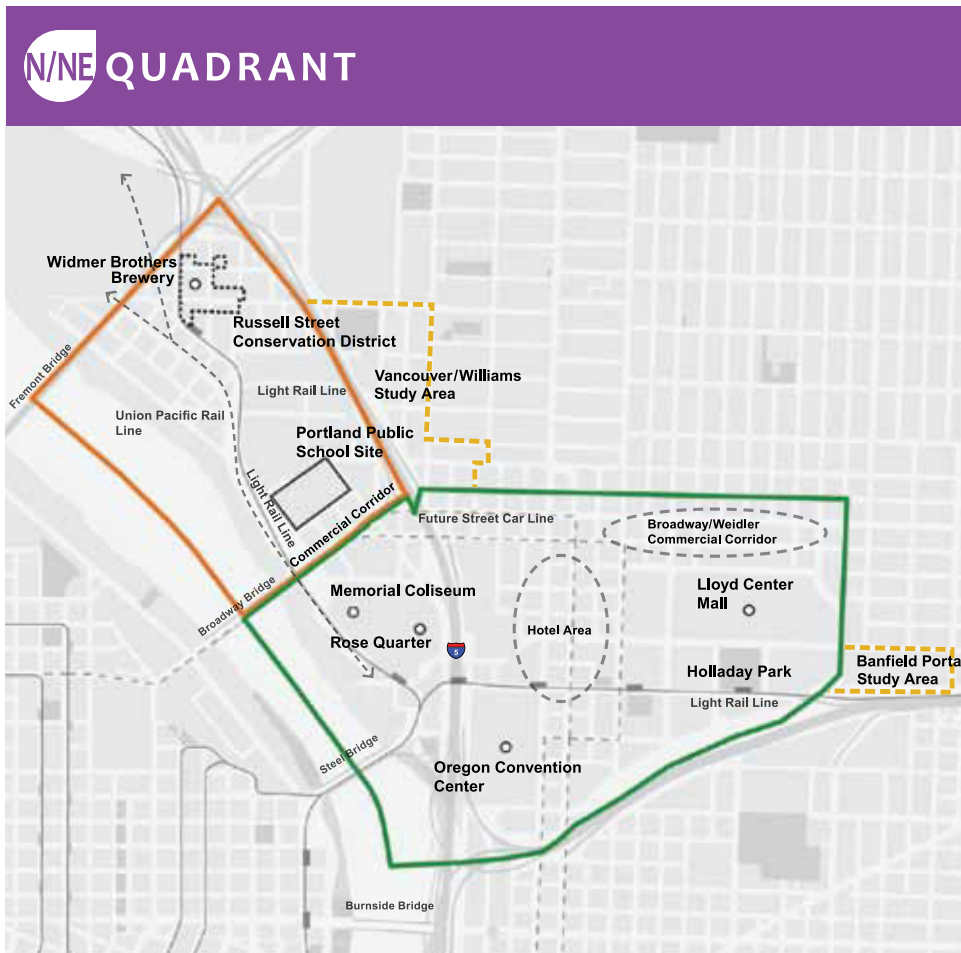 N/NE QUADRANT
Widmer Brothers
Brewery
Russell Street
Conservation District
Fremont Bridge
Light Rail Line
Vancouver/Williams
Study Area
Union Pacific Rail
Line
Portland Public
School Site
Light Rail Line
Commercial Corridor
Future Street Car Line
Broadway/Weidler
Commercial Corridor
Broadway Bridge
Memorial Coliseum
Lloyd Center
Mall
Rose Quarter
5
Hotel Area
Holladay Park
Banfield Porta
Study Area
Light Rail Line
Steel Bridge
Oregon Convention
Center
Burnside Bridge